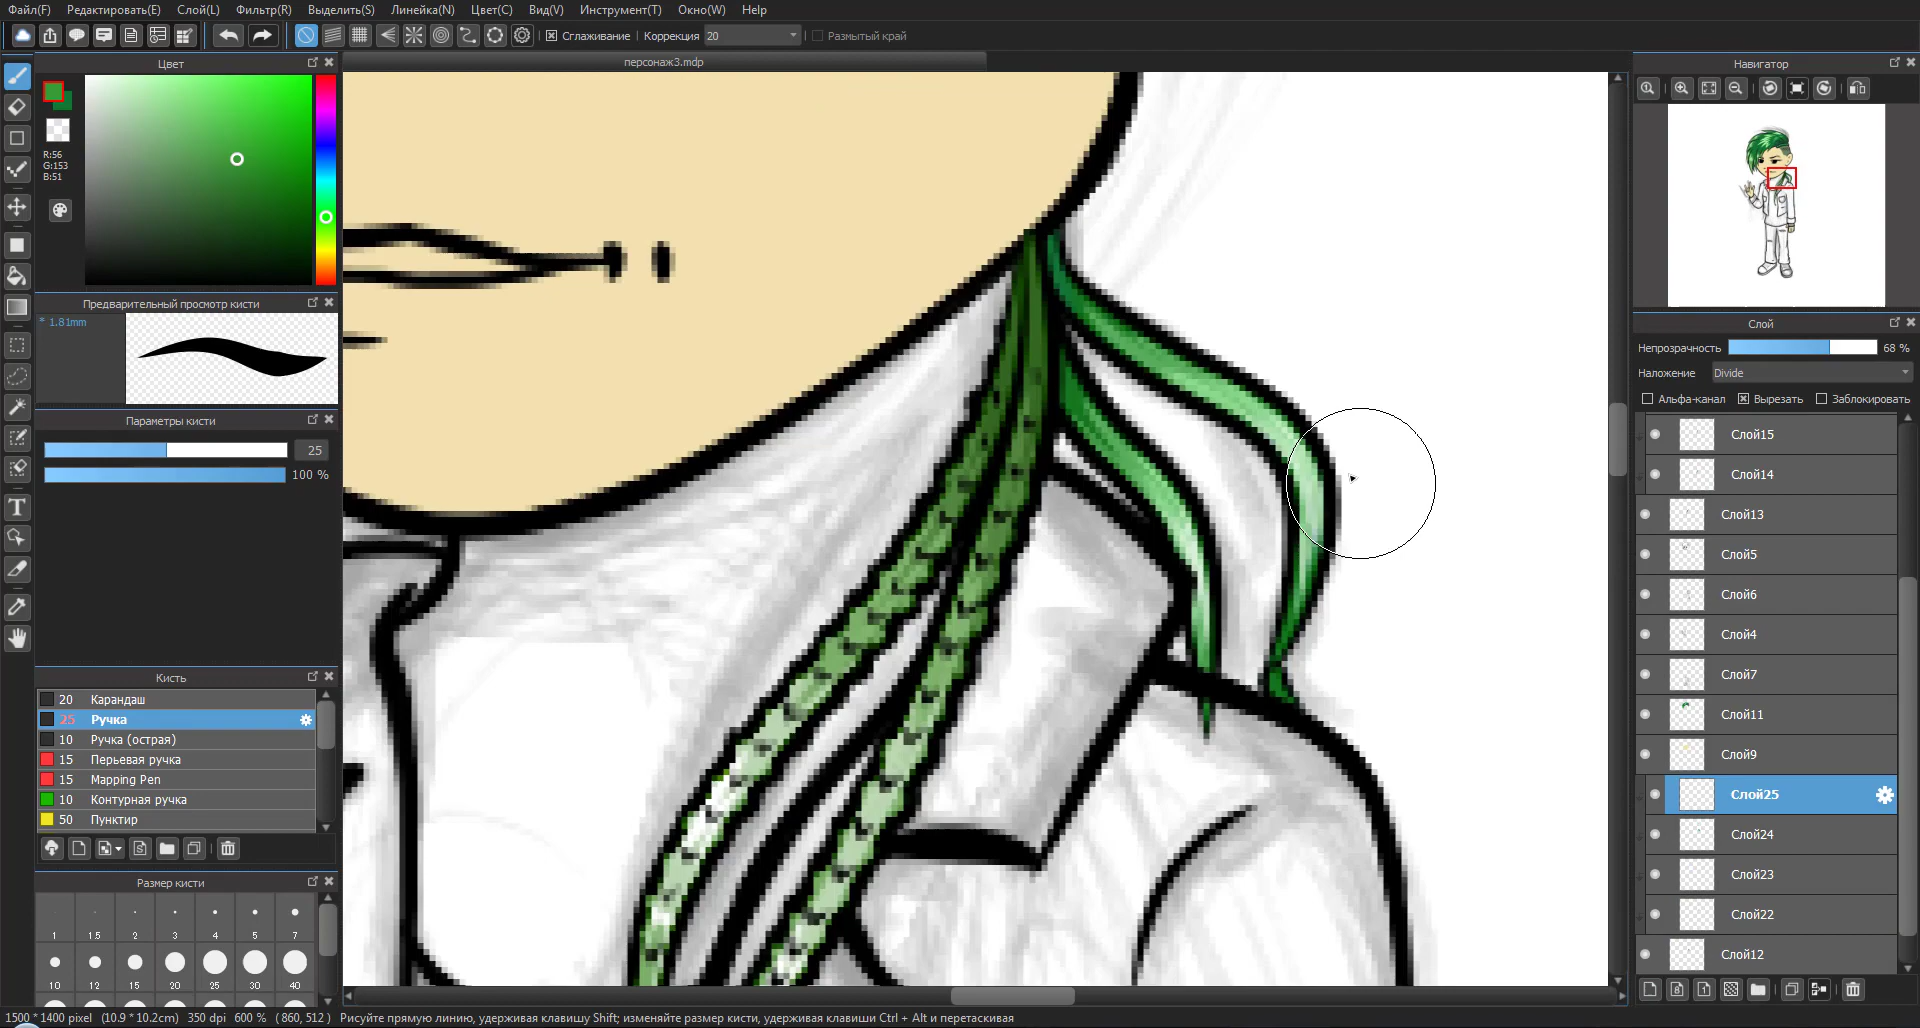 Файл(F) Редактировать(E) Слой(L) Фильтр(R) Выделить(S) Линейка(N) Цвет(C) Вид(V) Инструмент(T) Окно(W) Help
Сглаживание Коррекция 20 Размытый край
Цвет
персонаж3.mdp
Навигатор
R:56
G:153
B:51
Предварительный просмотр кисти
* 1.81mm
Параметры кисти
25
100 %
Кисть
20 Карандаш
25 Ручка
10 Ручка (острая)
15 Перьевая ручка
15 Mapping Pen
10 Контурная ручка
50 Пунктир
Размер кисти
1 1.5 2 3 4 5 7
10 12 15 20 25 30 40
Слой
Непрозрачность 68 %
Наложение Divide
Альфа-канал Вырезать Заблокировать
Слой15
Слой14
Слой13
Слой5
Слой6
Слой4
Слой7
Слой11
Слой9
Слой25
Слой24
Слой23
Слой22
Слой12
1500 * 1400 pixel (10.9 * 10.2cm) 350 dpi 600 % ( 860, 512 ) Рисуйте прямую линию, удерживая клавишу Shift; изменяйте размер кисти, удерживая клавиши Ctrl + Alt и перетаскивая